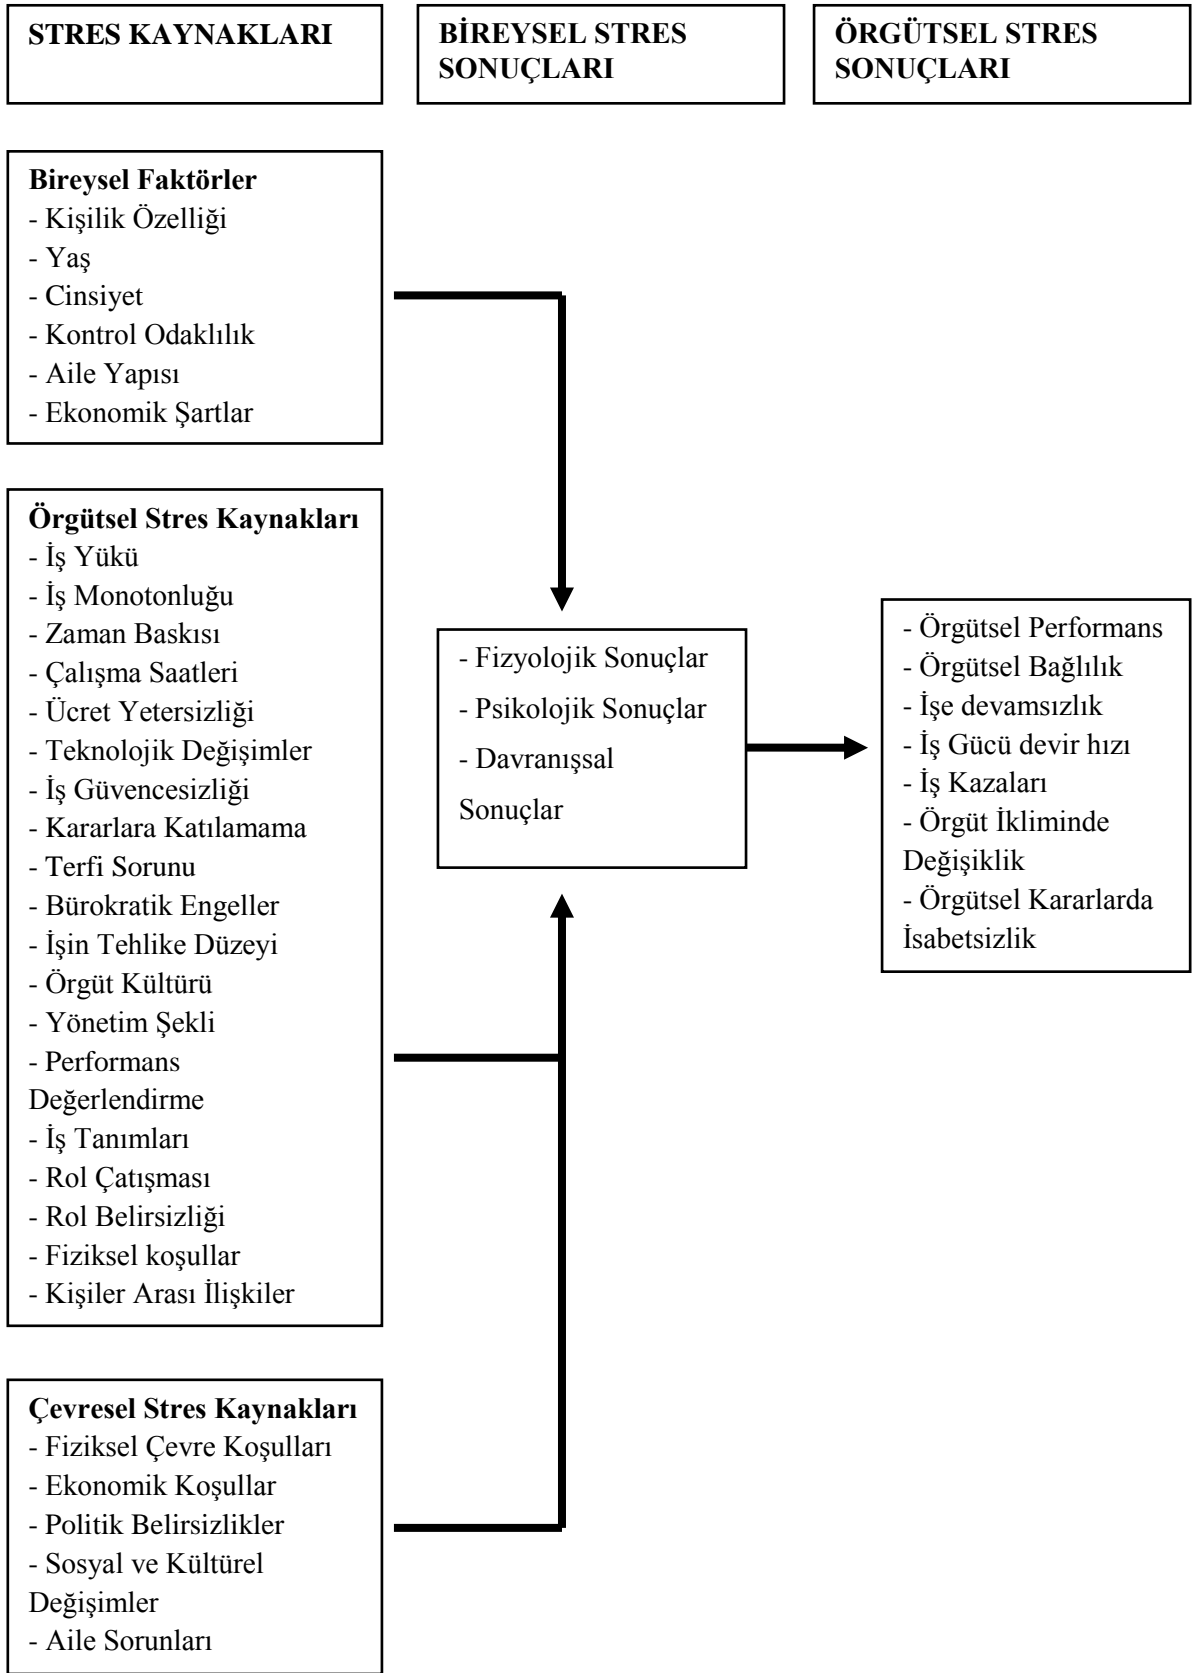 STRES KAYNAKLARI
BİREYSEL STRES
SONUÇLARI
ÖRGÜTSEL STRES
SONUÇLARI
Bireysel Faktörler
- Kişilik Özelliği
- Yaş
- Cinsiyet
- Kontrol Odaklılık
- Aile Yapısı
- Ekonomik Şartlar
Örgütsel Stres Kaynakları
- İş Yükü
- İş Monotonluğu
- Zaman Baskısı
- Çalışma Saatleri
- Ücret Yetersizliği
- Teknolojik Değişimler
- İş Güvencesizliği
- Kararlara Katılamama
- Terfi Sorunu
- Bürokratik Engeller
- İşin Tehlike Düzeyi
- Örgüt Kültürü
- Yönetim Şekli
- Performans
Değerlendirme
- İş Tanımları
- Rol Çatışması
- Rol Belirsizliği
- Fiziksel koşullar
- Kişiler Arası İlişkiler
Çevresel Stres Kaynakları
- Fiziksel Çevre Koşulları
- Ekonomik Koşullar
- Politik Belirsizlikler
- Sosyal ve Kültürel
Değişimler
- Aile Sorunları
- Fizyolojik Sonuçlar
- Psikolojik Sonuçlar
- Davranışsal
Sonuçlar
- Örgütsel Performans
- Örgütsel Bağlılık
- İşe devamsızlık
- İş Gücü devir hızı
- İş Kazaları
- Örgüt İkliminde
Değişiklik
- Örgütsel Kararlarda
İsabetsizlik